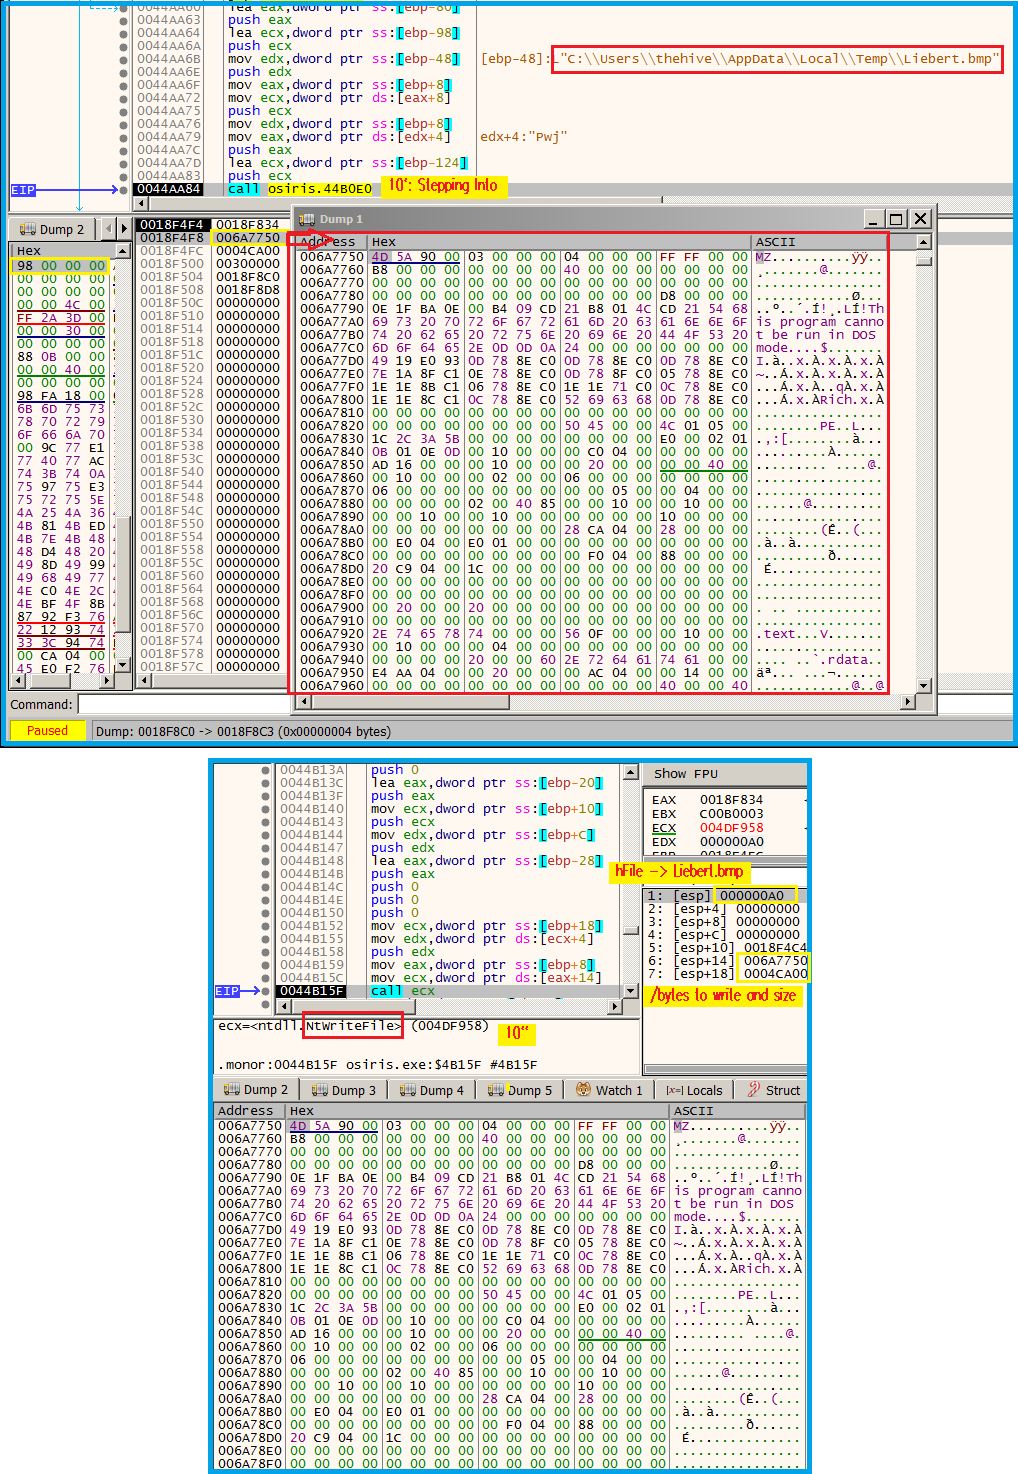 0044AA60 lea eax,dword ptr ss:[ebp-80]
0044AA63 push eax
0044AA64 lea ecx,dword ptr ss:[ebp-98]
0044AA6A push ecx
0044AA6B mov edx,dword ptr ss:[ebp-48] [ebp-48]:L"C:\\Users\\thehive\\AppData\\Local\\Temp\\Liebert.bmp"
0044AA6E push edx
0044AA6F mov eax,dword ptr ss:[ebp+8]
0044AA72 mov ecx,dword ptr ds:[eax+8]
0044AA75 push ecx
0044AA76 mov edx,dword ptr ss:[ebp+8]
0044AA79 mov eax,dword ptr ds:[edx+4] edx+4:"Pwj"
0044AA7C push eax
0044AA7D lea ecx,dword ptr ss:[ebp-124]
0044AA83 push ecx
EIP 0044AA84 call osiris.44B0E0
10': Stepping Into
Dump 2
Hex
98 00 00 00
00 00 00 00
00 00 00 00
00 00 4C 00
FF 2A 3D 00
00 00 30 00
00 00 00 00
88 0B 00 00
00 00 40 00
00 00 00 00
98 FA 18 00
6B 6D 75 73
78 70 72 79
6F 66 6A 70
00 9C 77 E1
77 40 77 AC
74 3B 74 0A
75 97 75 E3
75 72 75 5E
4A 25 4A 36
4B 81 4B ED
4B 7E 4B 48
48 D4 48 20
49 8D 49 99
49 68 49 77
4E C0 4E 2C
4E BF 4F 8B
87 92 F3 76
22 12 93 74
33 3C 94 74
00 CA 04 00
45 E0 F2 76
0018F4F4 0018F834
0018F4F8 006A7750
0018F4FC 0004CA00
0018F500 00300000
0018F504 0018F8C0
0018F508 0018F8D8
0018F50C 00000000
0018F510 00000000
0018F514 00000000
0018F518 00000000
0018F51C 00000000
0018F520 00000000
0018F524 00000000
0018F528 00000000
0018F52C 00000000
0018F530 00000000
0018F534 00000000
0018F538 00000000
0018F53C 00000000
0018F540 00000000
0018F544 00000000
0018F548 00000000
0018F54C 00000000
0018F550 00000000
0018F554 00000000
0018F558 00000000
0018F55C 00000000
0018F560 00000000
0018F564 00000000
0018F568 00000000
0018F56C 00000000
0018F570 00000000
0018F574 00000000
0018F578 00000000
0018F57C 00000000
Dump 1
Address Hex ASCII
006A7750 4D 5A 90 00 03 00 00 00 04 00 00 00 FF FF 00 00 MZ..........ÿÿ..
006A7760 B8 00 00 00 00 00 00 00 40 00 00 00 00 00 00 00 ¸.......@.......
006A7770 00 00 00 00 00 00 00 00 00 00 00 00 00 00 00 00 ................
006A7780 00 00 00 00 00 00 00 00 00 00 00 00 D8 00 00 00 ............Ø...
006A7790 0E 1F BA 0E 00 B4 09 CD 21 B8 01 4C CD 21 54 68 ..º..´.Í!¸.LÍ!Th
006A77A0 69 73 20 70 72 6F 67 72 61 6D 20 63 61 6E 6E 6F is program canno
006A77B0 74 20 62 65 20 72 75 6E 20 69 6E 20 44 4F 53 20 t be run in DOS
006A77C0 6D 6F 64 65 2E 0D 0D 0A 24 00 00 00 00 00 00 00 mode....$.......
006A77D0 49 19 E0 93 0D 78 8E C0 0D 78 8E C0 0D 78 8E C0 I.à..x.À.x.À.x.À
006A77E0 7E 1A 8F C1 0E 78 8E C0 0D 78 8F C0 05 78 8E C0 ~..Á.x.À.x.À.x.À
006A77F0 1E 1E 8B C1 06 78 8E C0 1E 1E 71 C0 0C 78 8E C0 ...Á.x.À..qÀ.x.À
006A7800 1E 1E 8C C1 0C 78 8E C0 52 69 63 68 0D 78 8E C0 ...Á.x.ÀRich.x.À
006A7810 00 00 00 00 00 00 00 00 00 00 00 00 00 00 00 00 ................
006A7820 00 00 00 00 00 00 00 00 50 45 00 00 4C 01 05 00 ........PE..L...
006A7830 1C 2C 3A 5B 00 00 00 00 00 00 00 00 E0 00 02 01 .,:[........à...
006A7840 0B 01 0E 0D 00 10 00 00 00 C0 04 00 00 00 00 00 .........À......
006A7850 AD 16 00 00 00 10 00 00 00 20 00 00 00 00 40 00 ......... ....@.
006A7860 00 10 00 00 00 02 00 00 06 00 00 00 00 00 00 00 ................
006A7870 06 00 00 00 00 00 00 00 00 00 05 00 00 04 00 00 ................
006A7880 00 00 00 00 02 00 40 85 00 00 10 00 00 10 00 00 ......@.........
006A7890 00 00 10 00 00 10 00 00 00 00 00 00 10 00 00 00 ................
006A78A0 00 00 00 00 00 00 00 00 28 CA 04 00 28 00 00 00 ........(Ê..(...
006A78B0 00 E0 04 00 E0 01 00 00 00 00 00 00 00 00 00 00 .à..à...........
006A78C0 00 00 00 00 00 00 00 00 00 F0 04 00 88 00 00 00 .........ð......
006A78D0 20 C9 04 00 1C 00 00 00 00 00 00 00 00 00 00 00 É..............
006A78E0 00 00 00 00 00 00 00 00 00 00 00 00 00 00 00 00 ................
006A78F0 00 00 00 00 00 00 00 00 00 00 00 00 00 00 00 00 ................
006A7900 00 20 00 00 20 00 00 00 00 00 00 00 00 00 00 00 . .. ...........
006A7910 00 00 00 00 00 00 00 00 00 00 00 00 00 00 00 00 ................
006A7920 2E 74 65 78 74 00 00 00 56 0F 00 00 00 10 00 00 .text...V.......
006A7930 00 10 00 00 00 04 00 00 00 00 00 00 00 00 00 00 ................
006A7940 00 00 00 00 20 00 00 60 2E 72 64 61 74 61 00 00 .... ..`.rdata..
006A7950 E4 AA 04 00 00 20 00 00 00 AC 04 00 00 14 00 00 äª... ...¬......
006A7960 00 00 00 00 00 00 00 00 00 00 00 00 40 00 00 40 ............@..@
Command:
Paused Dump: 0018F8C0 -> 0018F8C3 (0x00000004 bytes)
0044B13A push 0
0044B13C lea eax,dword ptr ss:[ebp-20]
0044B13F push eax
0044B140 mov ecx,dword ptr ss:[ebp+10]
0044B143 push ecx
0044B144 mov edx,dword ptr ss:[ebp+C]
0044B147 push edx
0044B148 lea eax,dword ptr ss:[ebp-28]
0044B14B push eax
0044B14C push 0
0044B14E push 0
0044B150 push 0
0044B152 mov ecx,dword ptr ss:[ebp+18]
0044B155 mov edx,dword ptr ds:[ecx+4]
0044B158 push edx
0044B159 mov eax,dword ptr ss:[ebp+8]
0044B15C mov ecx,dword ptr ds:[eax+14]
EIP 0044B15F call ecx
Show FPU
EAX 0018F834
EBX C00B0003
ECX 004DF958
EDX 000000A0
hFile -> Liebert.bmp
1: [esp] 000000A0
2: [esp+4] 00000000
3: [esp+8] 00000000
4: [esp+C] 00000000
5: [esp+10] 0018F4C4
6: [esp+14] 006A7750
7: [esp+18] 0004CA00
/bytes to write and size
ecx=<ntdll.NtWriteFile> (004DF958)
10''
.monor:0044B15F osiris.exe:$4B15F #4B15F
Dump 2 Dump 3 Dump 4 Dump 5 Watch 1 [x=] Locals Struct
Address Hex ASCII
006A7750 4D 5A 90 00 03 00 00 00 04 00 00 00 FF FF 00 00 MZ..........ÿÿ..
006A7760 B8 00 00 00 00 00 00 00 40 00 00 00 00 00 00 00 ¸.......@.......
006A7770 00 00 00 00 00 00 00 00 00 00 00 00 00 00 00 00 ................
006A7780 00 00 00 00 00 00 00 00 00 00 00 00 D8 00 00 00 ............Ø...
006A7790 0E 1F BA 0E 00 B4 09 CD 21 B8 01 4C CD 21 54 68 ..º..´.Í!¸.LÍ!Th
006A77A0 69 73 20 70 72 6F 67 72 61 6D 20 63 61 6E 6E 6F is program canno
006A77B0 74 20 62 65 20 72 75 6E 20 69 6E 20 44 4F 53 20 t be run in DOS
006A77C0 6D 6F 64 65 2E 0D 0D 0A 24 00 00 00 00 00 00 00 mode....$.......
006A77D0 49 19 E0 93 0D 78 8E C0 0D 78 8E C0 0D 78 8E C0 I.à..x.À.x.À.x.À
006A77E0 7E 1A 8F C1 0E 78 8E C0 0D 78 8F C0 05 78 8E C0 ~..Á.x.À.x.À.x.À
006A77F0 1E 1E 8B C1 06 78 8E C0 1E 1E 71 C0 0C 78 8E C0 ...Á.x.À..qÀ.x.À
006A7800 1E 1E 8C C1 0C 78 8E C0 52 69 63 68 0D 78 8E C0 ...Á.x.ÀRich.x.À
006A7810 00 00 00 00 00 00 00 00 00 00 00 00 00 00 00 00 ................
006A7820 00 00 00 00 00 00 00 00 50 45 00 00 4C 01 05 00 ........PE..L...
006A7830 1C 2C 3A 5B 00 00 00 00 00 00 00 00 E0 00 02 01 .,:[........à...
006A7840 0B 01 0E 0D 00 10 00 00 00 C0 04 00 00 00 00 00 .........À......
006A7850 AD 16 00 00 00 10 00 00 00 20 00 00 00 00 40 00 ......... ....@.
006A7860 00 10 00 00 00 02 00 00 06 00 00 00 00 00 00 00 ................
006A7870 06 00 00 00 00 00 00 00 00 00 05 00 00 04 00 00 ................
006A7880 00 00 00 00 02 00 40 85 00 00 10 00 00 10 00 00 ......@.........
006A7890 00 00 10 00 00 10 00 00 00 00 00 00 10 00 00 00 ................
006A78A0 00 00 00 00 00 00 00 00 28 CA 04 00 28 00 00 00 ........(Ê..(...
006A78B0 00 E0 04 00 E0 01 00 00 00 00 00 00 00 00 00 00 .à..à...........
006A78C0 00 00 00 00 00 00 00 00 00 F0 04 00 88 00 00 00 .........ð......
006A78D0 20 C9 04 00 1C 00 00 00 00 00 00 00 00 00 00 00 É..............
006A78E0 00 00 00 00 00 00 00 00 00 00 00 00 00 00 00 00 ................
006A78F0 00 00 00 00 00 00 00 00 00 00 00 00 00 00 00 00 ................